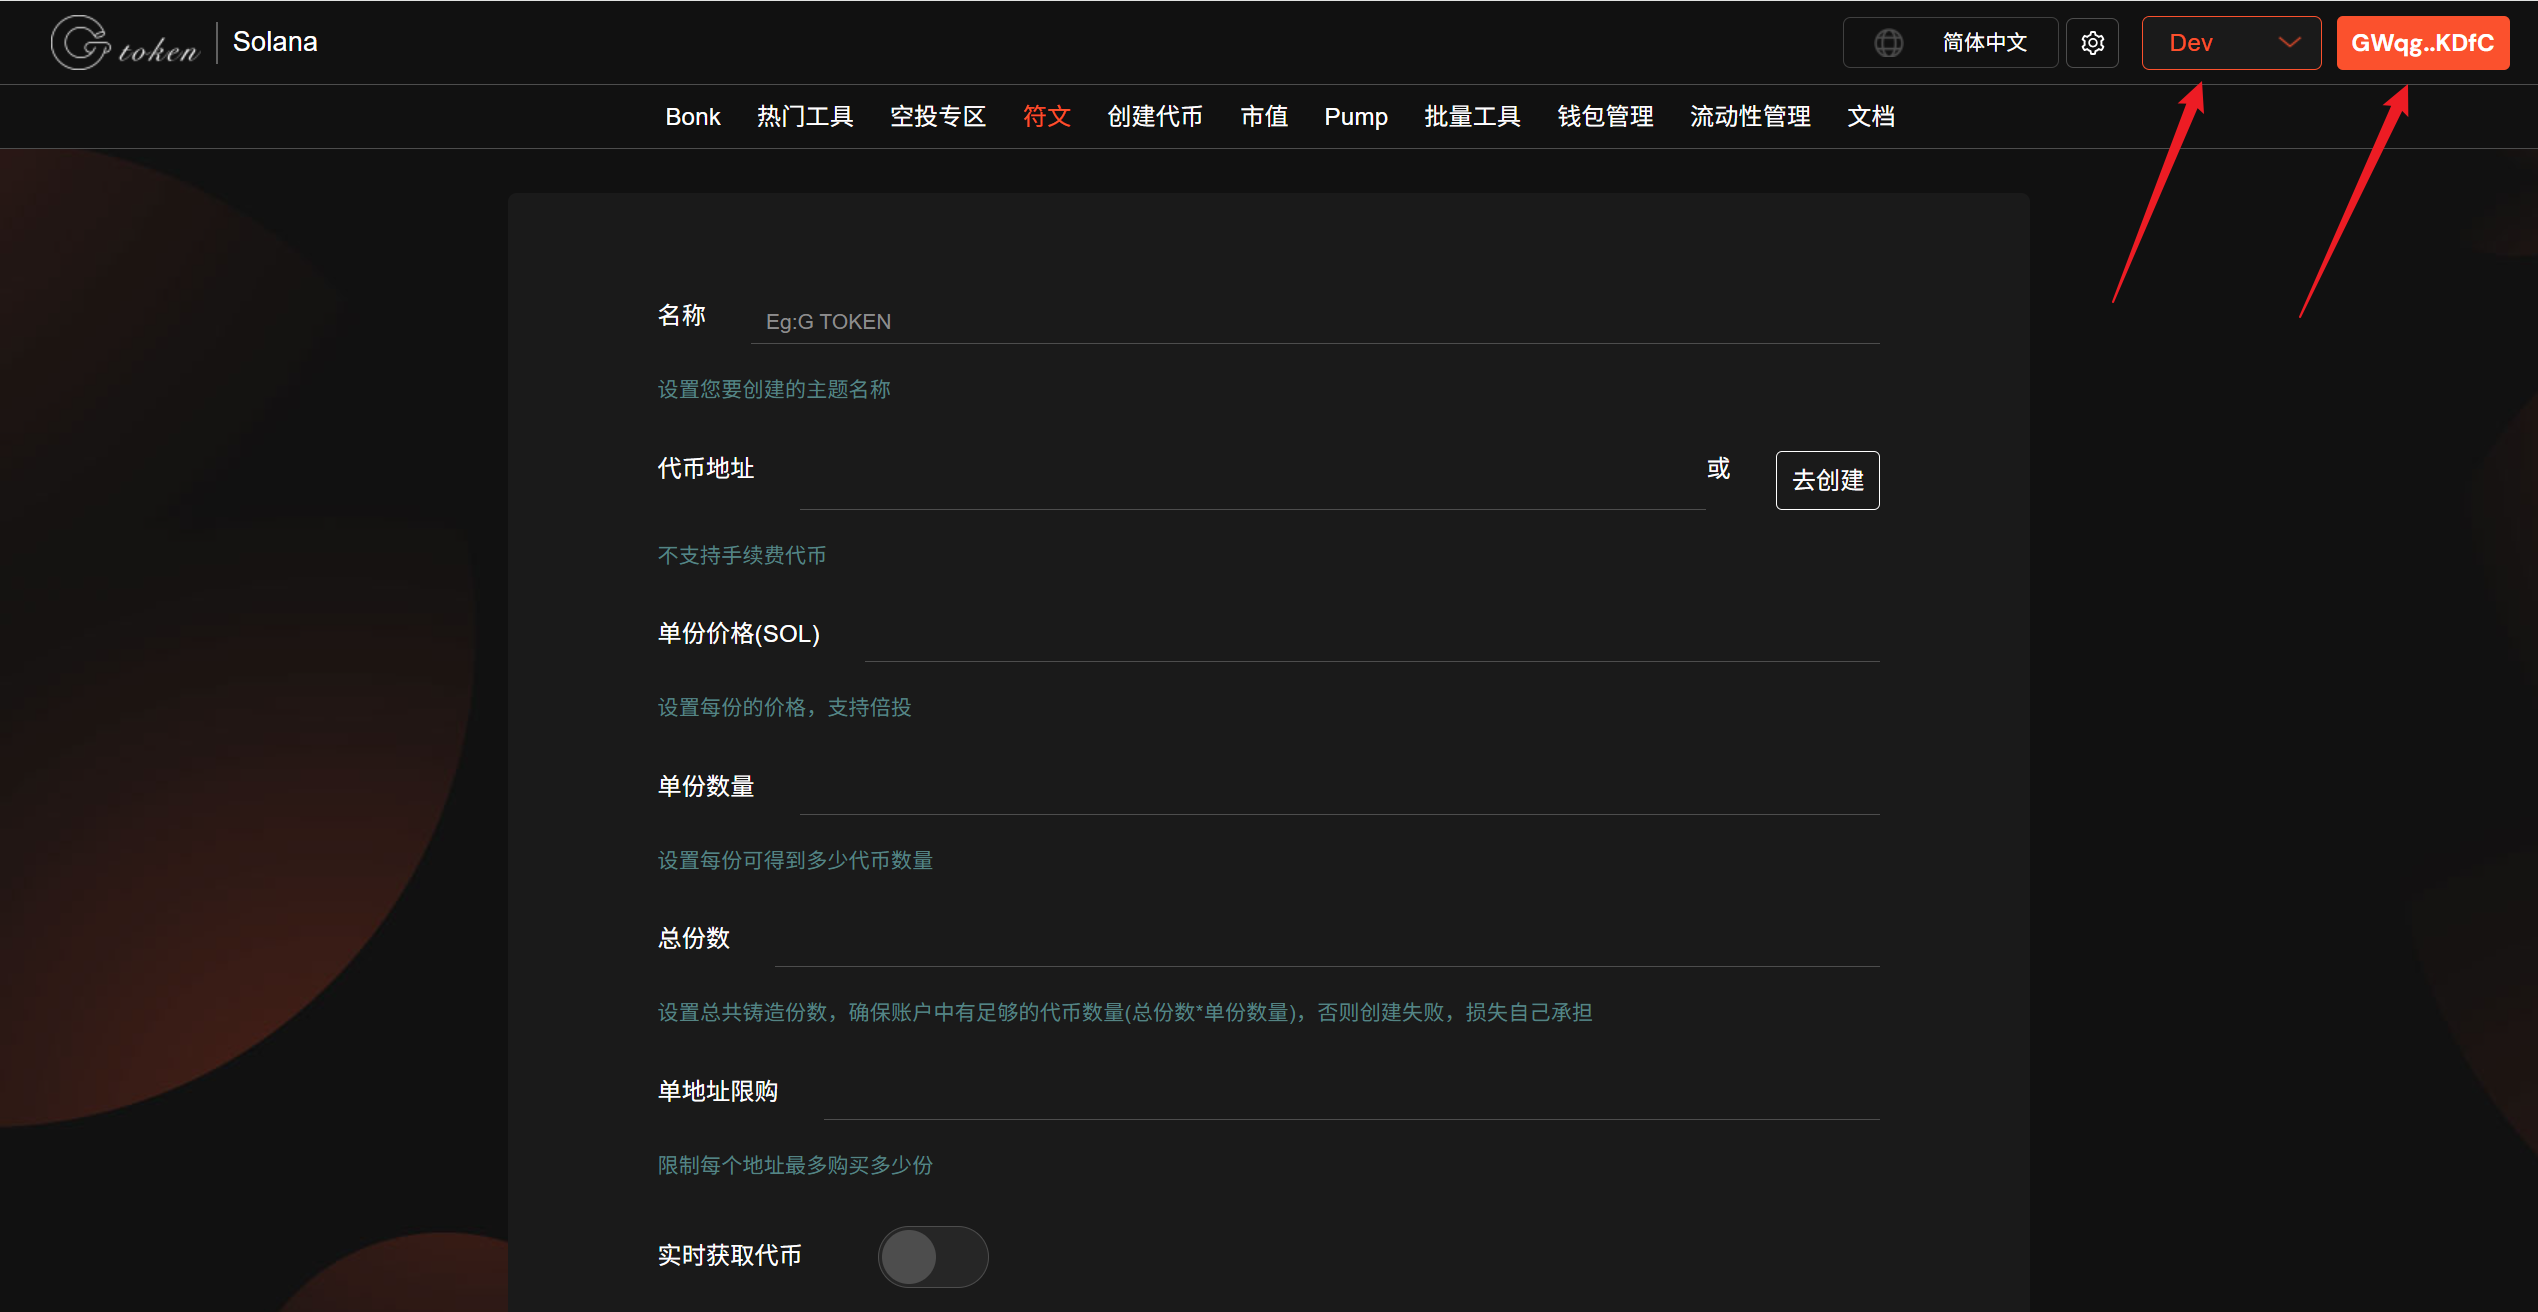 G token | Solana
简体中文
Dev
GWqg..KDfC
Bonk 热门工具 空投专区 符文 创建代币 市值 Pump 批量工具 钱包管理 流动性管理 文档
名称 Eg:G TOKEN
设置您要创建的主题名称
代币地址 或 去创建
不支持手续费代币
单份价格(SOL)
设置每份的价格，支持倍投
单份数量
设置每份可得到多少代币数量
总份数
设置总共铸造份数，确保账户中有足够的代币数量(总份数*单份数量)，否则创建失败，损失自己承担
单地址限购
限制每个地址最多购买多少份
实时获取代币